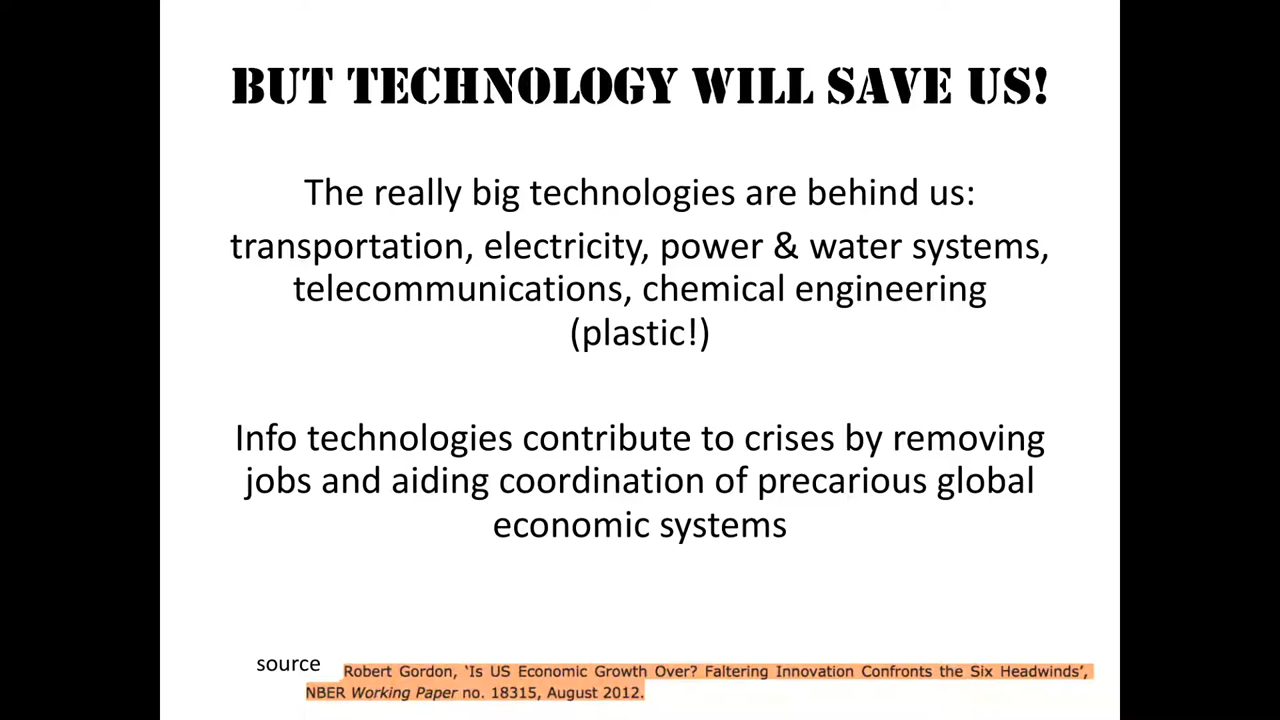 BUT TECHNOLOGY WILL SAVE US!
The really big technologies are behind us:
transportation, electricity, power & water systems,
telecommunications, chemical engineering
(plastic!)
Info technologies contribute to crises by removing
jobs and aiding coordination of precarious global
economic systems
source
Robert Gordon, ‘Is US Economic Growth Over? Faltering Innovation Confronts the Six Headwinds’,
NBER Working Paper no. 18315, August 2012.